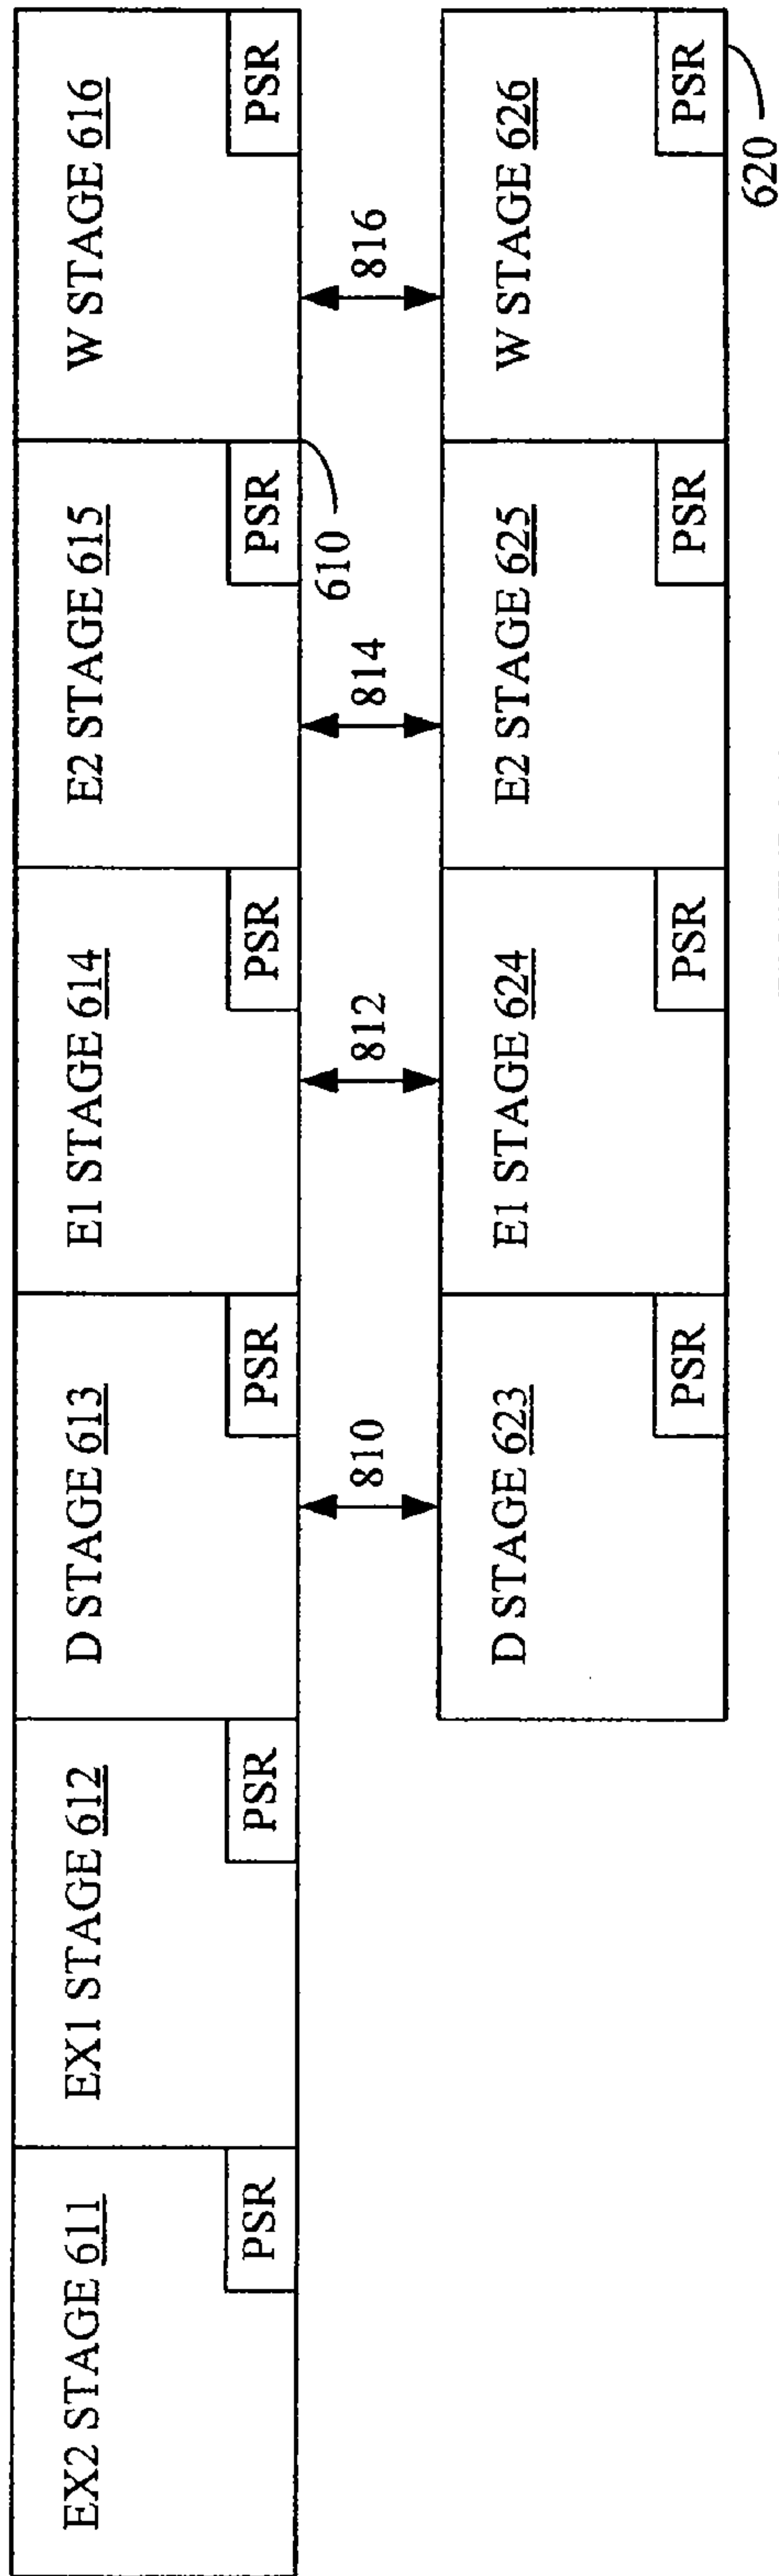 EX2 STAGE 611
PSR
EX1 STAGE 612
PSR
D STAGE 613
PSR
E1 STAGE 614
PSR
E2 STAGE 615
PSR
W STAGE 616
PSR
610
810
812
814
816
D STAGE 623
PSR
E1 STAGE 624
PSR
E2 STAGE 625
PSR
W STAGE 626
PSR
620